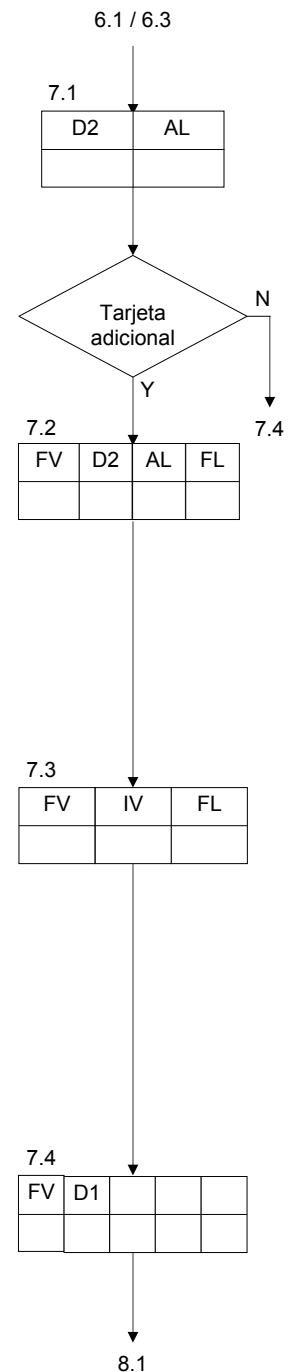 6.1 / 6.3
7.1
D2 AL
Tarjeta
adicional
N
Y
7.4
7.2
FV D2 AL FL
7.3
FV IV FL
7.4
FV D1
8.1